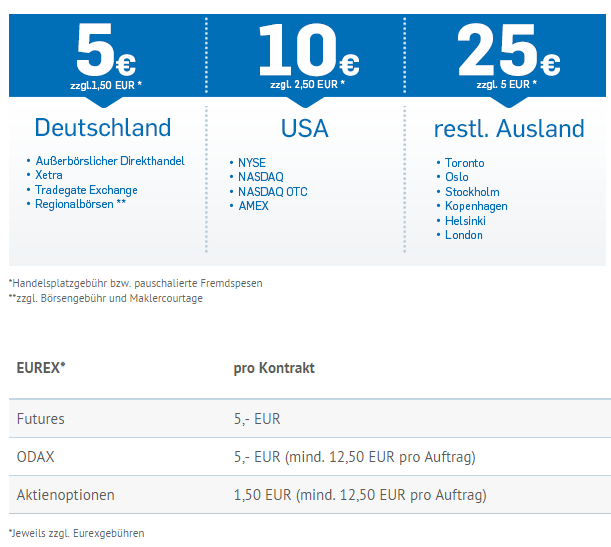 5€
zzgl.1,50 EUR *
10€
zzgl. 2,50 EUR *
25€
zzgl. 5 EUR *
Deutschland
• Außerbörslicher Direkthandel
• Xetra
• Tradegate Exchange
• Regionalbörsen **
USA
• NYSE
• NASDAQ
• NASDAQ OTC
• AMEX
restl. Ausland
• Toronto
• Oslo
• Stockholm
• Kopenhagen
• Helsinki
• London
*Handelsplatzgebühr bzw. pauschalierte Fremdspesen
**zzgl. Börsengebühr und Maklercourtage
EUREX* pro Kontrakt
Futures 5,- EUR
ODAX 5,- EUR (mind. 12,50 EUR pro Auftrag)
Aktienoptionen 1,50 EUR (mind. 12,50 EUR pro Auftrag)
*Jeweils zzgl. Eurexgebühren